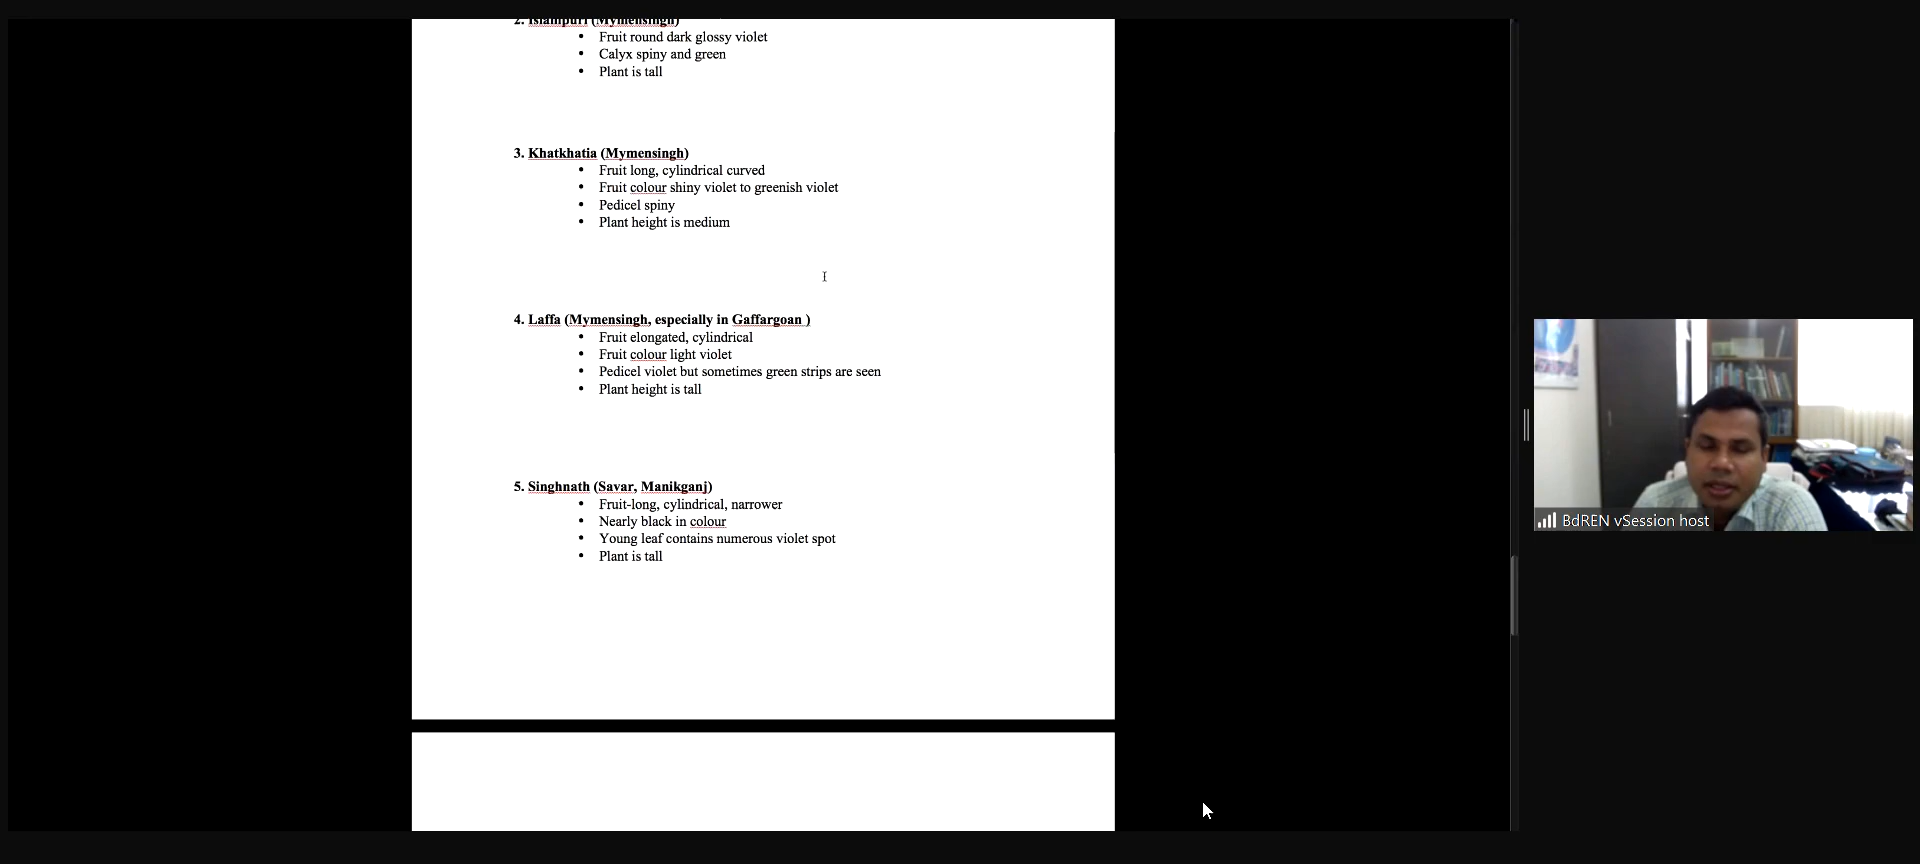 2. Islampuri (Mymensingh)
• Fruit round dark glossy violet
• Calyx spiny and green
• Plant is tall
3. Khatkhatia (Mymensingh)
• Fruit long, cylindrical curved
• Fruit colour shiny violet to greenish violet
• Pedicel spiny
• Plant height is medium
4. Laffa (Mymensingh, especially in Gaffargoan )
• Fruit elongated, cylindrical
• Fruit colour light violet
• Pedicel violet but sometimes green strips are seen
• Plant height is tall
5. Singhnath (Savar, Manikganj)
• Fruit-long, cylindrical, narrower
• Nearly black in colour
• Young leaf contains numerous violet spot
• Plant is tall
BdREN vSession host